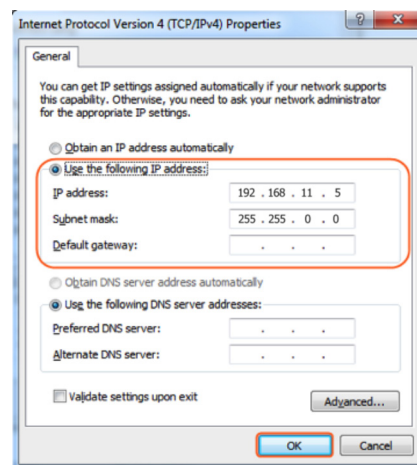 Internet Protocol Version 4 (TCP/IPv4) Properties
General
You can get IP settings assigned automatically if your network supports
this capability. Otherwise, you need to ask your network administrator
for the appropriate IP settings.
Obtain an IP address automatically
Use the following IP address:
IP address: 192 . 168 . 11 . 5
Subnet mask: 255 . 255 . 0 . 0
Default gateway: . . .
Obtain DNS server address automatically
Use the following DNS server addresses:
Preferred DNS server: . . .
Alternate DNS server: . . .
Validate settings upon exit
Advanced...
OK Cancel